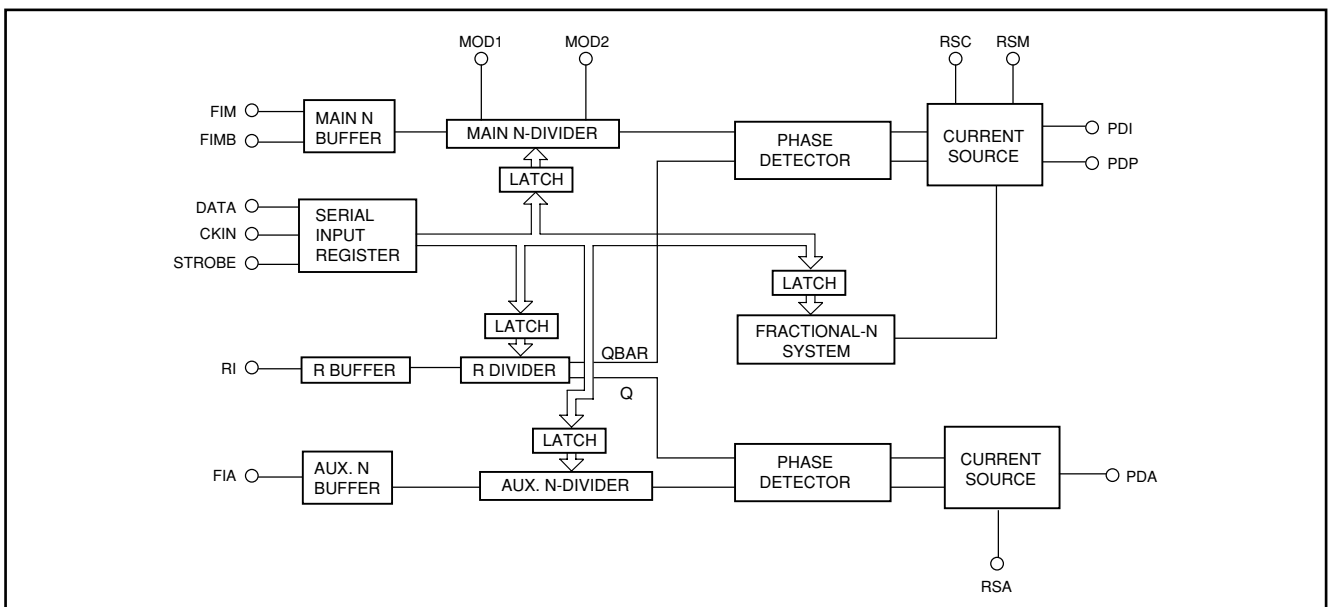 MOD1
MOD2
RSC
RSM
FIM
FIMB
MAIN N
BUFFER
MAIN N-DIVIDER
PHASE
DETECTOR
CURRENT
SOURCE
PDI
PDP
LATCH
DATA
CKIN
STROBE
SERIAL
INPUT
REGISTER
LATCH
LATCH
FRACTIONAL-N
SYSTEM
RI
R BUFFER
R DIVIDER
QBAR
Q
LATCH
FIA
AUX. N
BUFFER
AUX. N-DIVIDER
PHASE
DETECTOR
CURRENT
SOURCE
PDA
RSA